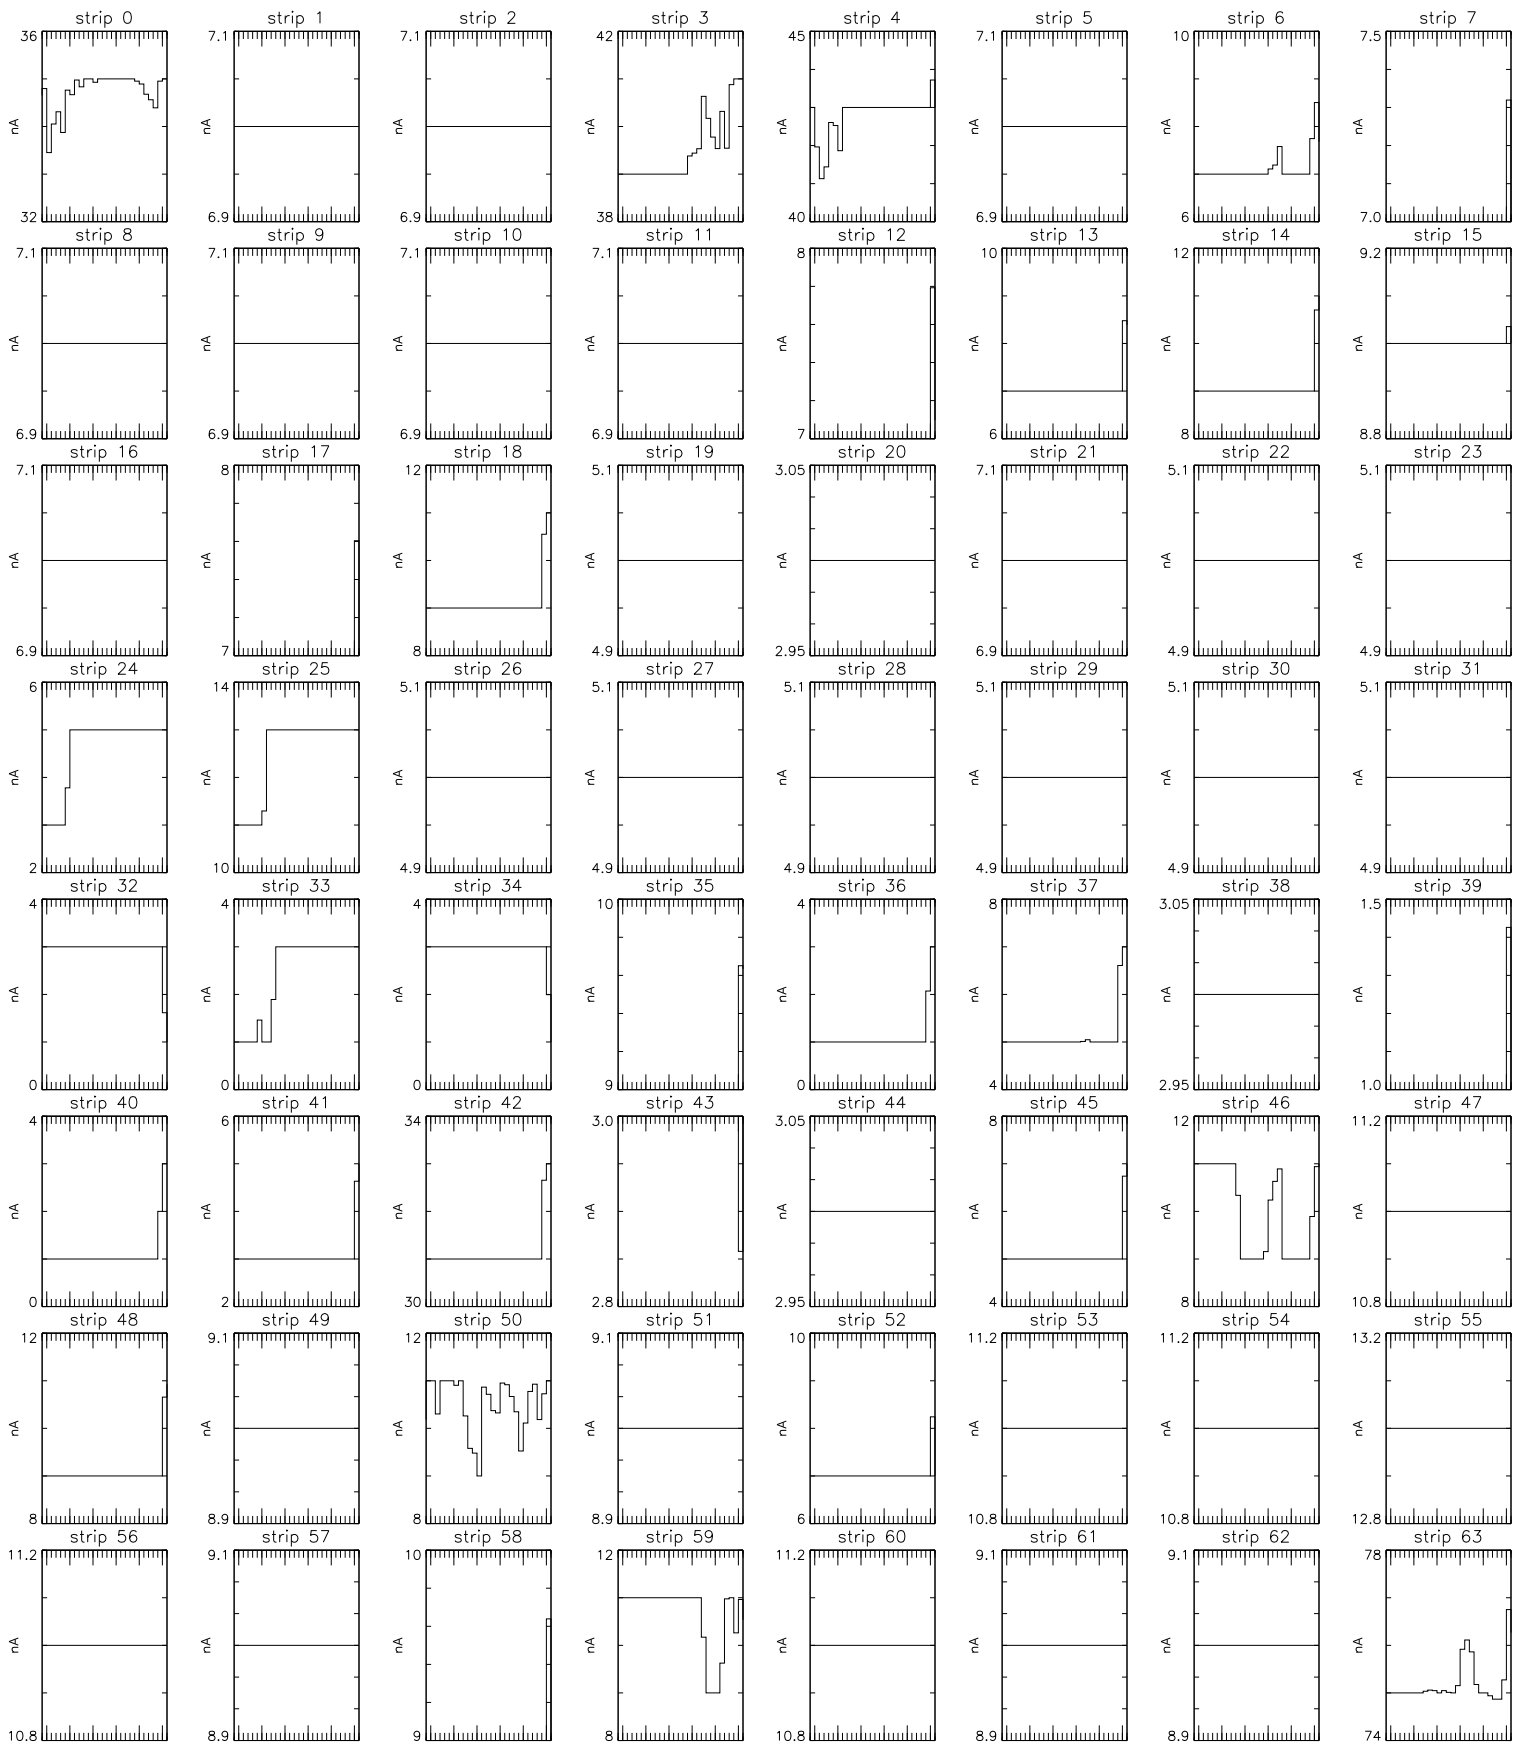 strip 0 strip 1 strip 2 strip 3 strip 4 strip 5 strip 6 strip 7
36 7.1 7.1 42 45 7.1 10 7.5
nA nA nA nA nA nA nA nA
32 6.9 6.9 38 40 6.9 6 7.0
strip 8 strip 9 strip 10 strip 11 strip 12 strip 13 strip 14 strip 15
7.1 7.1 7.1 7.1 8 10 12 9.2
nA nA nA nA nA nA nA nA
6.9 6.9 6.9 6.9 7 6 8 8.8
strip 16 strip 17 strip 18 strip 19 strip 20 strip 21 strip 22 strip 23
7.1 8 12 5.1 3.05 7.1 5.1 5.1
nA nA nA nA nA nA nA nA
6.9 7 8 4.9 2.95 6.9 4.9 4.9
strip 24 strip 25 strip 26 strip 27 strip 28 strip 29 strip 30 strip 31
6 14 5.1 5.1 5.1 5.1 5.1 5.1
nA nA nA nA nA nA nA nA
2 10 4.9 4.9 4.9 4.9 4.9 4.9
strip 32 strip 33 strip 34 strip 35 strip 36 strip 37 strip 38 strip 39
4 4 4 10 4 8 3.05 1.5
nA nA nA nA nA nA nA nA
0 0 0 9 0 4 2.95 1.0
strip 40 strip 41 strip 42 strip 43 strip 44 strip 45 strip 46 strip 47
4 6 34 3.0 3.05 8 12 11.2
nA nA nA nA nA nA nA nA
0 2 30 2.8 2.95 4 8 10.8
strip 48 strip 49 strip 50 strip 51 strip 52 strip 53 strip 54 strip 55
12 9.1 12 9.1 10 11.2 11.2 13.2
nA nA nA nA nA nA nA nA
8 8.9 8 8.9 6 10.8 10.8 12.8
strip 56 strip 57 strip 58 strip 59 strip 60 strip 61 strip 62 strip 63
11.2 9.1 10 12 11.2 9.1 9.1 78
nA nA nA nA nA nA nA nA
10.8 8.9 9 8 10.8 8.9 8.9 74